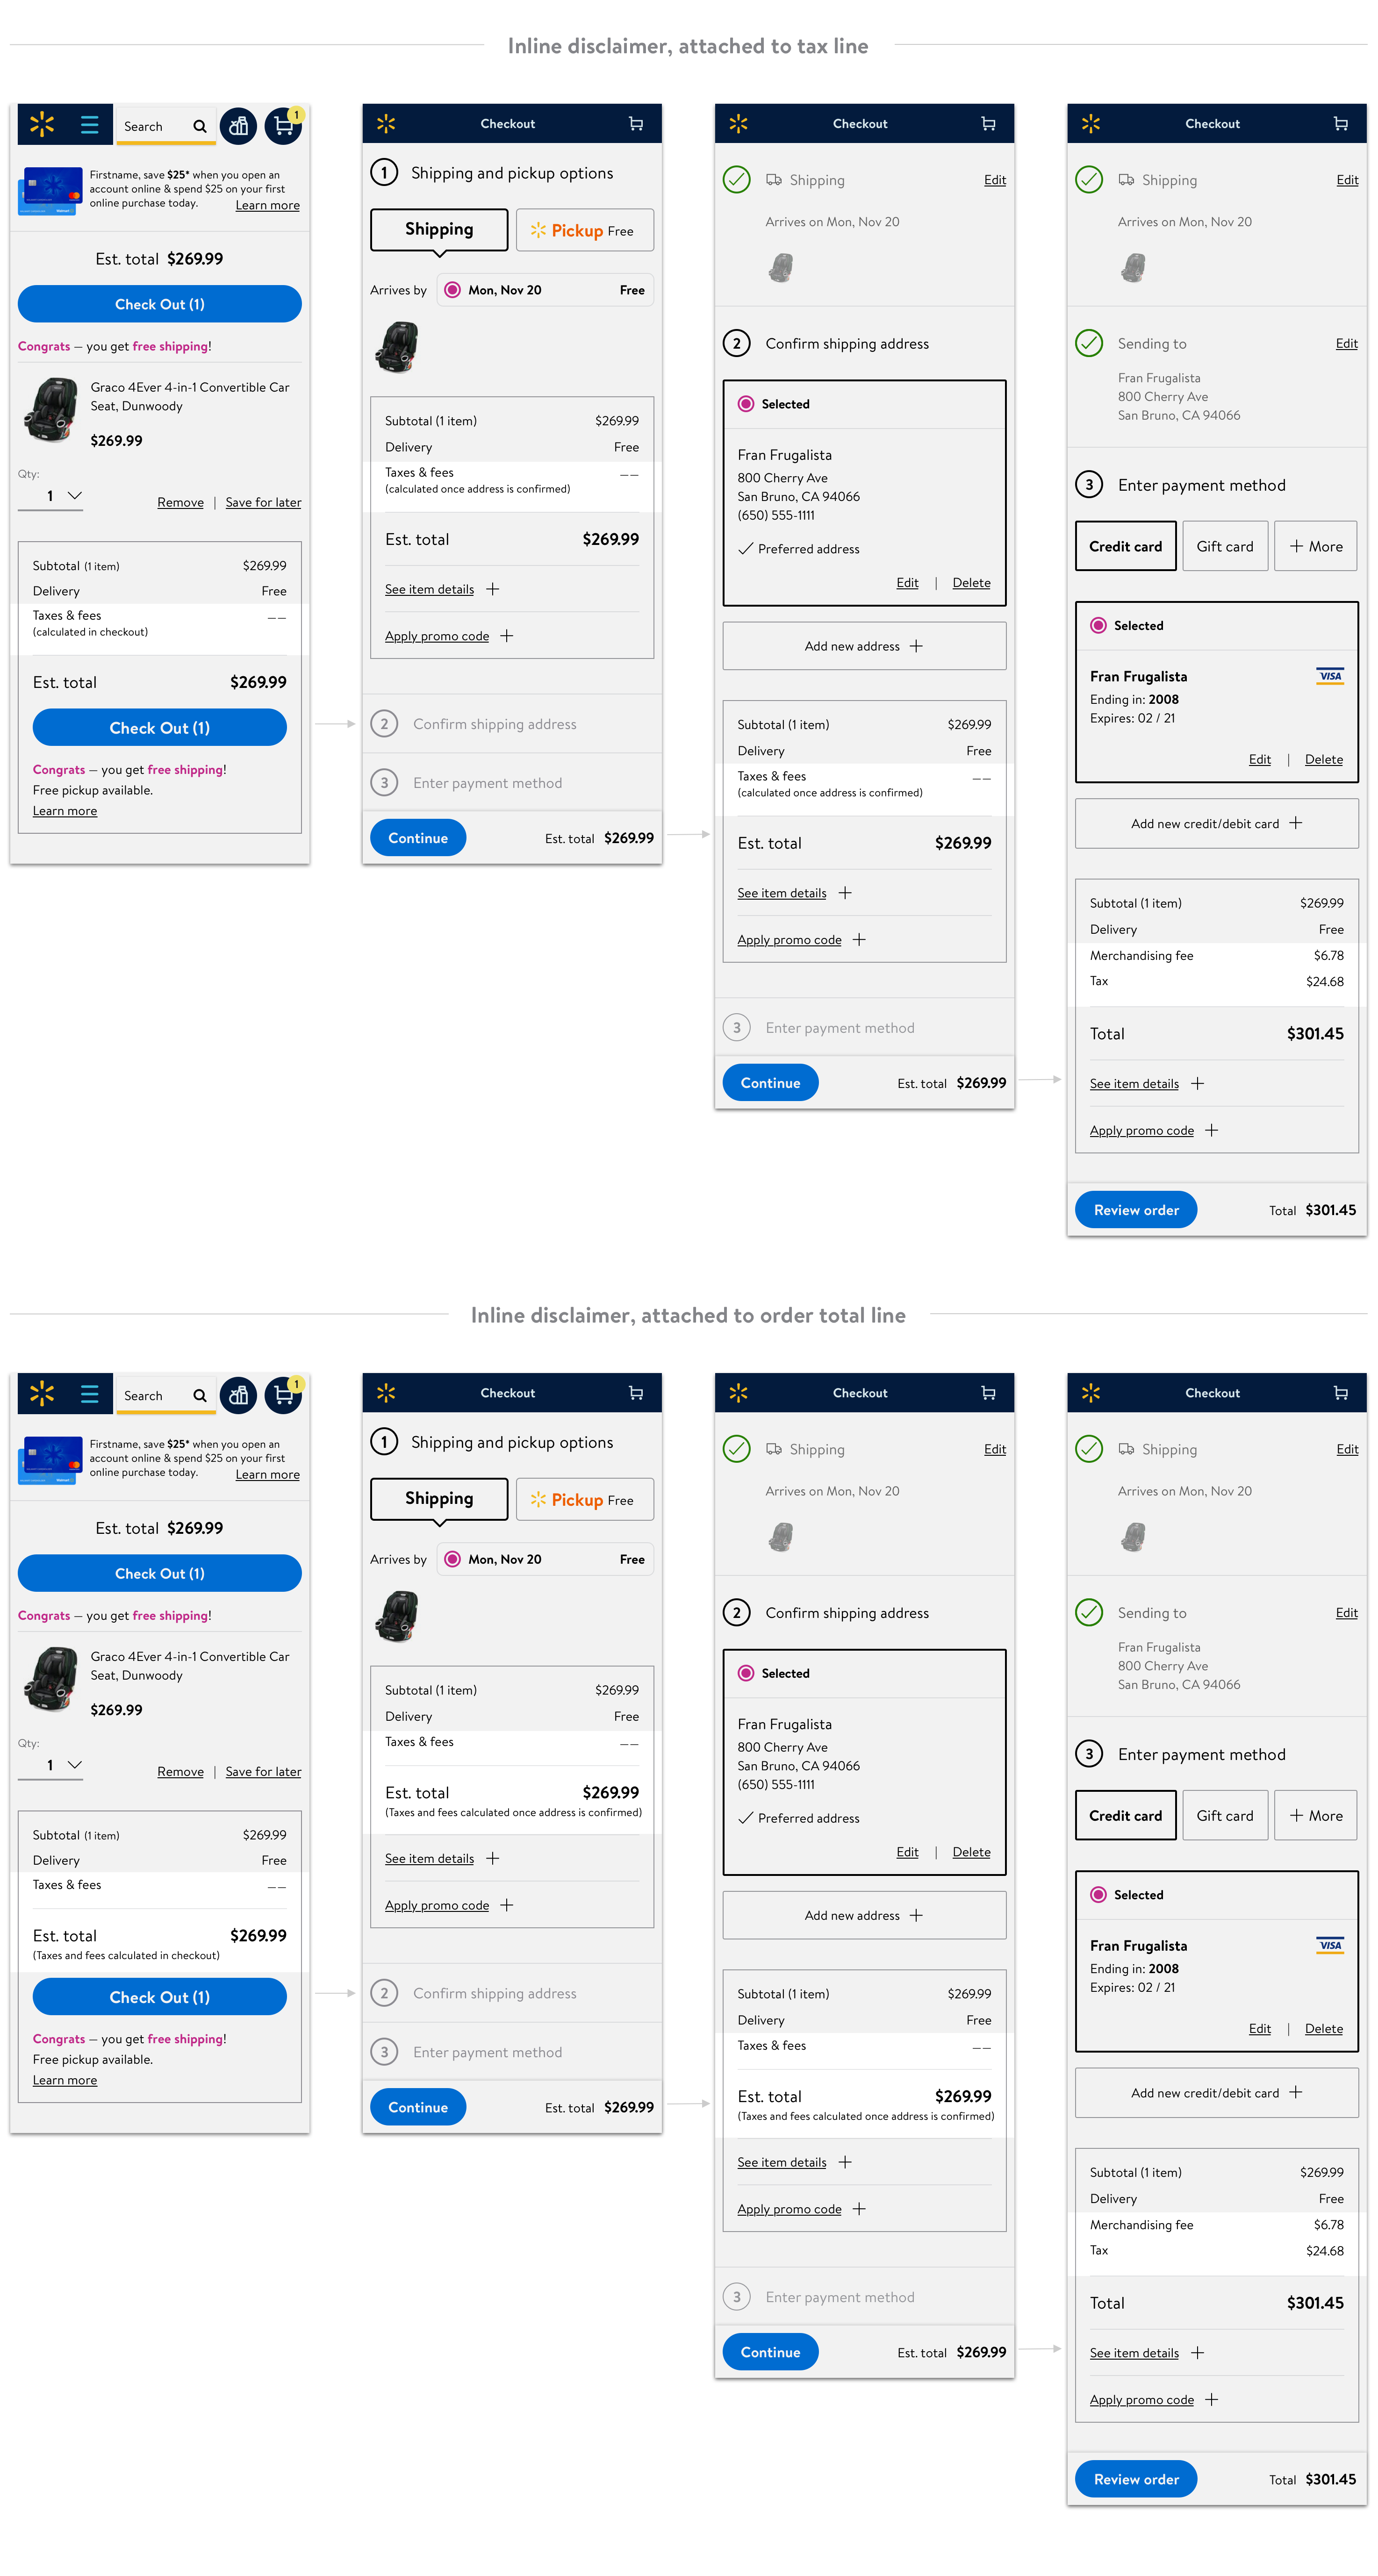 Inline disclaimer, attached to tax line
Search
1
Firstname, save $25* when you open an
account online & spend $25 on your first
online purchase today.
Learn more
Est. total $269.99
Check Out (1)
Congrats – you get free shipping!
Graco 4Ever 4-in-1 Convertible Car
Seat, Dunwoody
$269.99
Qty:
1
Remove | Save for later
Subtotal (1 item) $269.99
Delivery Free
Taxes & fees ––
(calculated in checkout)
Est. total $269.99
Check Out (1)
Congrats – you get free shipping!
Free pickup available.
Learn more
Checkout
1 Shipping and pickup options
Shipping
Pickup Free
Arrives by Mon, Nov 20 Free
Subtotal (1 item) $269.99
Delivery Free
Taxes & fees ––
(calculated once address is confirmed)
Est. total $269.99
See item details
Apply promo code
2 Confirm shipping address
3 Enter payment method
Continue Est. total $269.99
Checkout
Shipping Edit
Arrives on Mon, Nov 20
2 Confirm shipping address
Selected
Fran Frugalista
800 Cherry Ave
San Bruno, CA 94066
(650) 555-1111
Preferred address
Edit | Delete
Add new address
Subtotal (1 item) $269.99
Delivery Free
Taxes & fees ––
(calculated once address is confirmed)
Est. total $269.99
See item details
Apply promo code
3 Enter payment method
Continue Est. total $269.99
Checkout
Shipping Edit
Arrives on Mon, Nov 20
Sending to Edit
Fran Frugalista
800 Cherry Ave
San Bruno, CA 94066
3 Enter payment method
Credit card
Gift card
More
Selected
Fran Frugalista VISA
Ending in: 2008
Expires: 02 / 21
Edit | Delete
Add new credit/debit card
Subtotal (1 item) $269.99
Delivery Free
Merchandising fee $6.78
Tax $24.68
Total $301.45
See item details
Apply promo code
Review order Total $301.45
Inline disclaimer, attached to order total line
Search
1
Firstname, save $25* when you open an
account online & spend $25 on your first
online purchase today.
Learn more
Est. total $269.99
Check Out (1)
Congrats – you get free shipping!
Graco 4Ever 4-in-1 Convertible Car
Seat, Dunwoody
$269.99
Qty:
1
Remove | Save for later
Subtotal (1 item) $269.99
Delivery Free
Taxes & fees ––
Est. total $269.99
(Taxes and fees calculated in checkout)
Check Out (1)
Congrats – you get free shipping!
Free pickup available.
Learn more
Checkout
1 Shipping and pickup options
Shipping
Pickup Free
Arrives by Mon, Nov 20 Free
Subtotal (1 item) $269.99
Delivery Free
Taxes & fees ––
Est. total $269.99
(Taxes and fees calculated once address is confirmed)
See item details
Apply promo code
2 Confirm shipping address
3 Enter payment method
Continue Est. total $269.99
Checkout
Shipping Edit
Arrives on Mon, Nov 20
2 Confirm shipping address
Selected
Fran Frugalista
800 Cherry Ave
San Bruno, CA 94066
(650) 555-1111
Preferred address
Edit | Delete
Add new address
Subtotal (1 item) $269.99
Delivery Free
Taxes & fees ––
Est. total $269.99
(Taxes and fees calculated once address is confirmed)
See item details
Apply promo code
3 Enter payment method
Continue Est. total $269.99
Checkout
Shipping Edit
Arrives on Mon, Nov 20
Sending to Edit
Fran Frugalista
800 Cherry Ave
San Bruno, CA 94066
3 Enter payment method
Credit card
Gift card
More
Selected
Fran Frugalista VISA
Ending in: 2008
Expires: 02 / 21
Edit | Delete
Add new credit/debit card
Subtotal (1 item) $269.99
Delivery Free
Merchandising fee $6.78
Tax $24.68
Total $301.45
See item details
Apply promo code
Review order Total $301.45